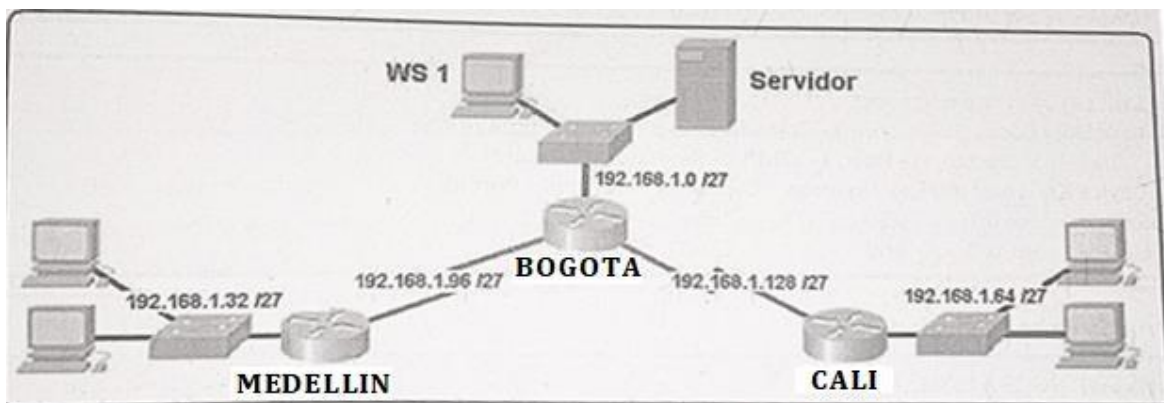 WS 1
Servidor
192.168.1.0 /27
BOGOTA
192.168.1.96 /27
192.168.1.128 /27
192.168.1.32 /27
192.168.1.64 /27
MEDELLIN
CALI